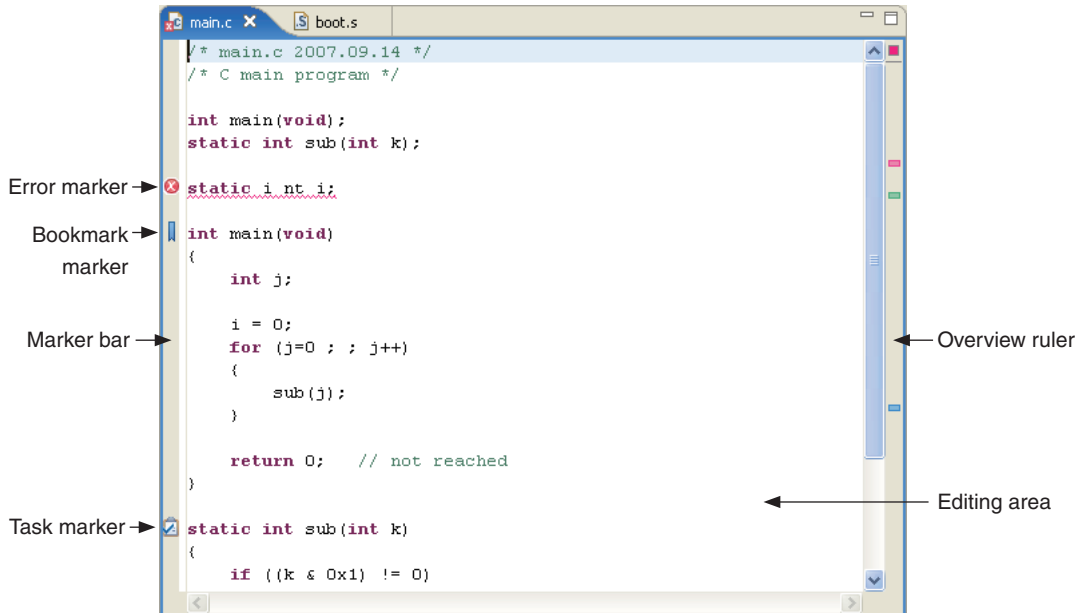 main.c
boot.s
/* main.c 2007.09.14 */
/* C main program */
int main(void);
static int sub(int k);
Error marker
static i nt i;
Bookmark
marker
int main(void)
{
int j;
i = 0;
Marker bar
for (j=0 ; ; j++)
Overview ruler
{
sub(j);
}
return 0;   // not reached
}
Editing area
Task marker
static int sub(int k)
{
if ((k & 0x1) != 0)